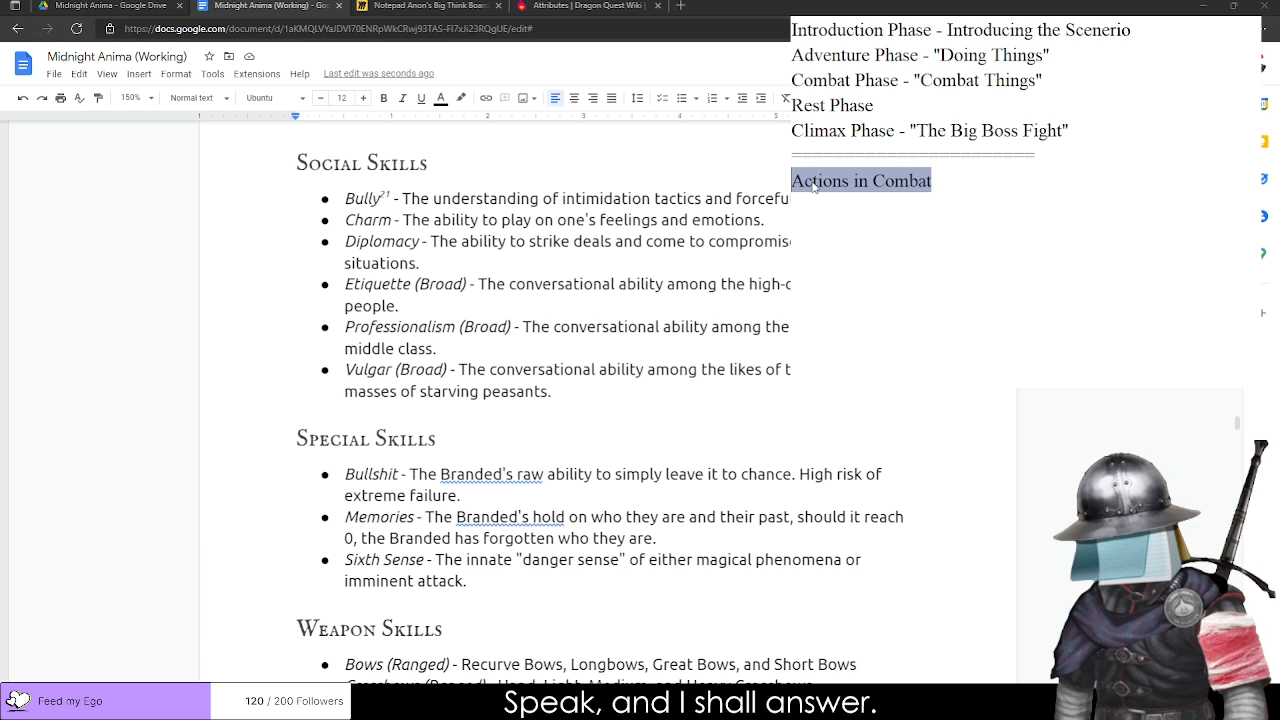 Midnight Anima - Google Drive
Midnight Anima (Working) - Go
Notepad Anon's Big Think Board
Attributes | Dragon Quest Wiki
Midnight Anima (Working)
File Edit View Insert Format Tools Extensions Help Last edit was seconds ago
150% Normal text Ubuntu 12
Introduction Phase - Introducing the Scenerio
Adventure Phase - "Doing Things"
Combat Phase - "Combat Things"
Rest Phase
Climax Phase - "The Big Boss Fight"
=======================
Actions in Combat
Social Skills
● Bully21 - The understanding of intimidation tactics and forcefu
● Charm - The ability to play on one's feelings and emotions.
● Diplomacy - The ability to strike deals and come to compromis
situations.
● Etiquette (Broad) - The conversational ability among the high-c
people.
● Professionalism (Broad) - The conversational ability among the
middle class.
● Vulgar (Broad) - The conversational ability among the likes of t
masses of starving peasants.
Special Skills
● Bullshit - The Branded's raw ability to simply leave it to chance. High risk of
extreme failure.
● Memories - The Branded's hold on who they are and their past, should it reach
0, the Branded has forgotten who they are.
● Sixth Sense - The innate "danger sense" of either magical phenomena or
imminent attack.
Weapon Skills
● Bows (Ranged) - Recurve Bows, Longbows, Great Bows, and Short Bows
Feed my Ego
120 / 200 Followers
Speak, and I shall answer.